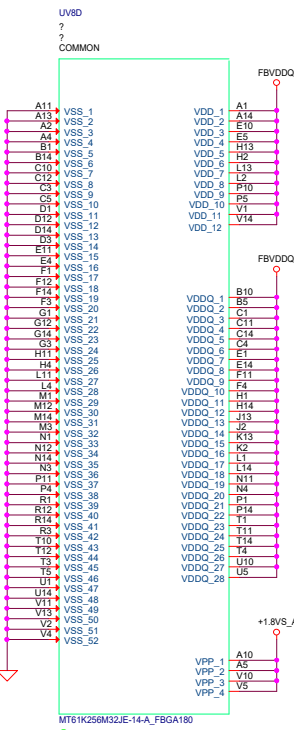 UV8D
?
?
COMMON
A11 VSS_1
A13 VSS_2
A2 VSS_3
A4 VSS_4
B1 VSS_5
B14 VSS_6
C10 VSS_7
C12 VSS_8
C3 VSS_9
C5 VSS_10
D1 VSS_11
D12 VSS_12
D14 VSS_13
D3 VSS_14
E11 VSS_15
E4 VSS_16
F1 VSS_17
F12 VSS_18
F14 VSS_19
F3 VSS_20
G1 VSS_21
G12 VSS_22
G14 VSS_23
G3 VSS_24
H11 VSS_25
H4 VSS_26
L11 VSS_27
L4 VSS_28
M1 VSS_29
M12 VSS_30
M14 VSS_31
M3 VSS_32
N1 VSS_33
N12 VSS_34
N14 VSS_35
N3 VSS_36
P11 VSS_37
P4 VSS_38
R1 VSS_39
R12 VSS_40
R14 VSS_41
R3 VSS_42
T10 VSS_43
T12 VSS_44
T3 VSS_45
T5 VSS_46
U1 VSS_47
U14 VSS_48
V11 VSS_49
V13 VSS_50
V2 VSS_51
V4 VSS_52
FBVDDQ
VDD_1 A1
VDD_2 A14
VDD_3 E10
VDD_4 E5
VDD_5 H13
VDD_6 H2
VDD_7 L13
VDD_8 L2
VDD_9 P10
VDD_10 P5
VDD_11 V1
VDD_12 V14
FBVDDQ
VDDQ_1 B10
VDDQ_2 B5
VDDQ_3 C1
VDDQ_4 C11
VDDQ_5 C14
VDDQ_6 C4
VDDQ_7 E1
VDDQ_8 E14
VDDQ_9 F11
VDDQ_10 F4
VDDQ_11 H1
VDDQ_12 H14
VDDQ_13 J13
VDDQ_14 J2
VDDQ_15 K13
VDDQ_16 K2
VDDQ_17 L1
VDDQ_18 L14
VDDQ_19 N11
VDDQ_20 N4
VDDQ_21 P1
VDDQ_22 P14
VDDQ_23 T1
VDDQ_24 T11
VDDQ_25 T14
VDDQ_26 T4
VDDQ_27 U10
VDDQ_28 U5
+1.8VS_A
VPP_1 A10
VPP_2 A5
VPP_3 V10
VPP_4 V5
MT61K256M32JE-14-A_FBGA180